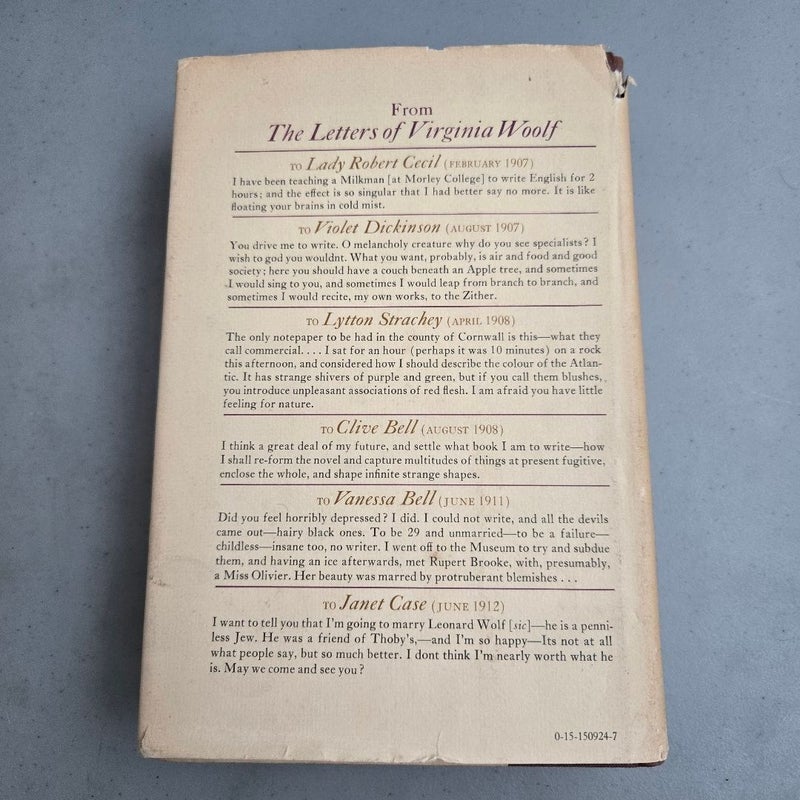 From
The Letters of Virginia Woolf
TO Lady Robert Cecil (FEBRUARY 1907)
I have been teaching a Milkman [at Morley College] to write English for 2
hours; and the effect is so singular that I had better say no more. It is like
floating your brains in cold mist.
TO Violet Dickinson (AUGUST 1907)
You drive me to write. O melancholy creature why do you see specialists? I
wish to god you wouldnt. What you want, probably, is air and food and good
society; here you should have a couch beneath an Apple tree, and sometimes
I would sing to you, and sometimes I would leap from branch to branch, and
sometimes I would recite, my own works, to the Zither.
TO Lytton Strachey (APRIL 1908)
The only notepaper to be had in the county of Cornwall is this—what they
call commercial. . . . I sat for an hour (perhaps it was 10 minutes) on a rock
this afternoon, and considered how I should describe the colour of the Atlan-
tic. It has strange shivers of purple and green, but if you call them blushes,
you introduce unpleasant associations of red flesh. I am afraid you have little
feeling for nature.
TO Clive Bell (AUGUST 1908)
I think a great deal of my future, and settle what book I am to write—how
I shall re-form the novel and capture multitudes of things at present fugitive,
enclose the whole, and shape infinite strange shapes.
TO Vanessa Bell (JUNE 1911)
Did you feel horribly depressed? I did. I could not write, and all the devils
came out—hairy black ones. To be 29 and unmarried—to be a failure—
childless—insane too, no writer. I went off to the Museum to try and subdue
them, and having an ice afterwards, met Rupert Brooke, with, presumably,
a Miss Olivier. Her beauty was marred by protruberant blemishes . . .
TO Janet Case (JUNE 1912)
I want to tell you that I'm going to marry Leonard Wolf [sic]—he is a penni-
less Jew. He was a friend of Thoby's,—and I'm so happy—Its not at all
what people say, but so much better. I dont think I'm nearly worth what he
is. May we come and see you?
0-15-150924-7